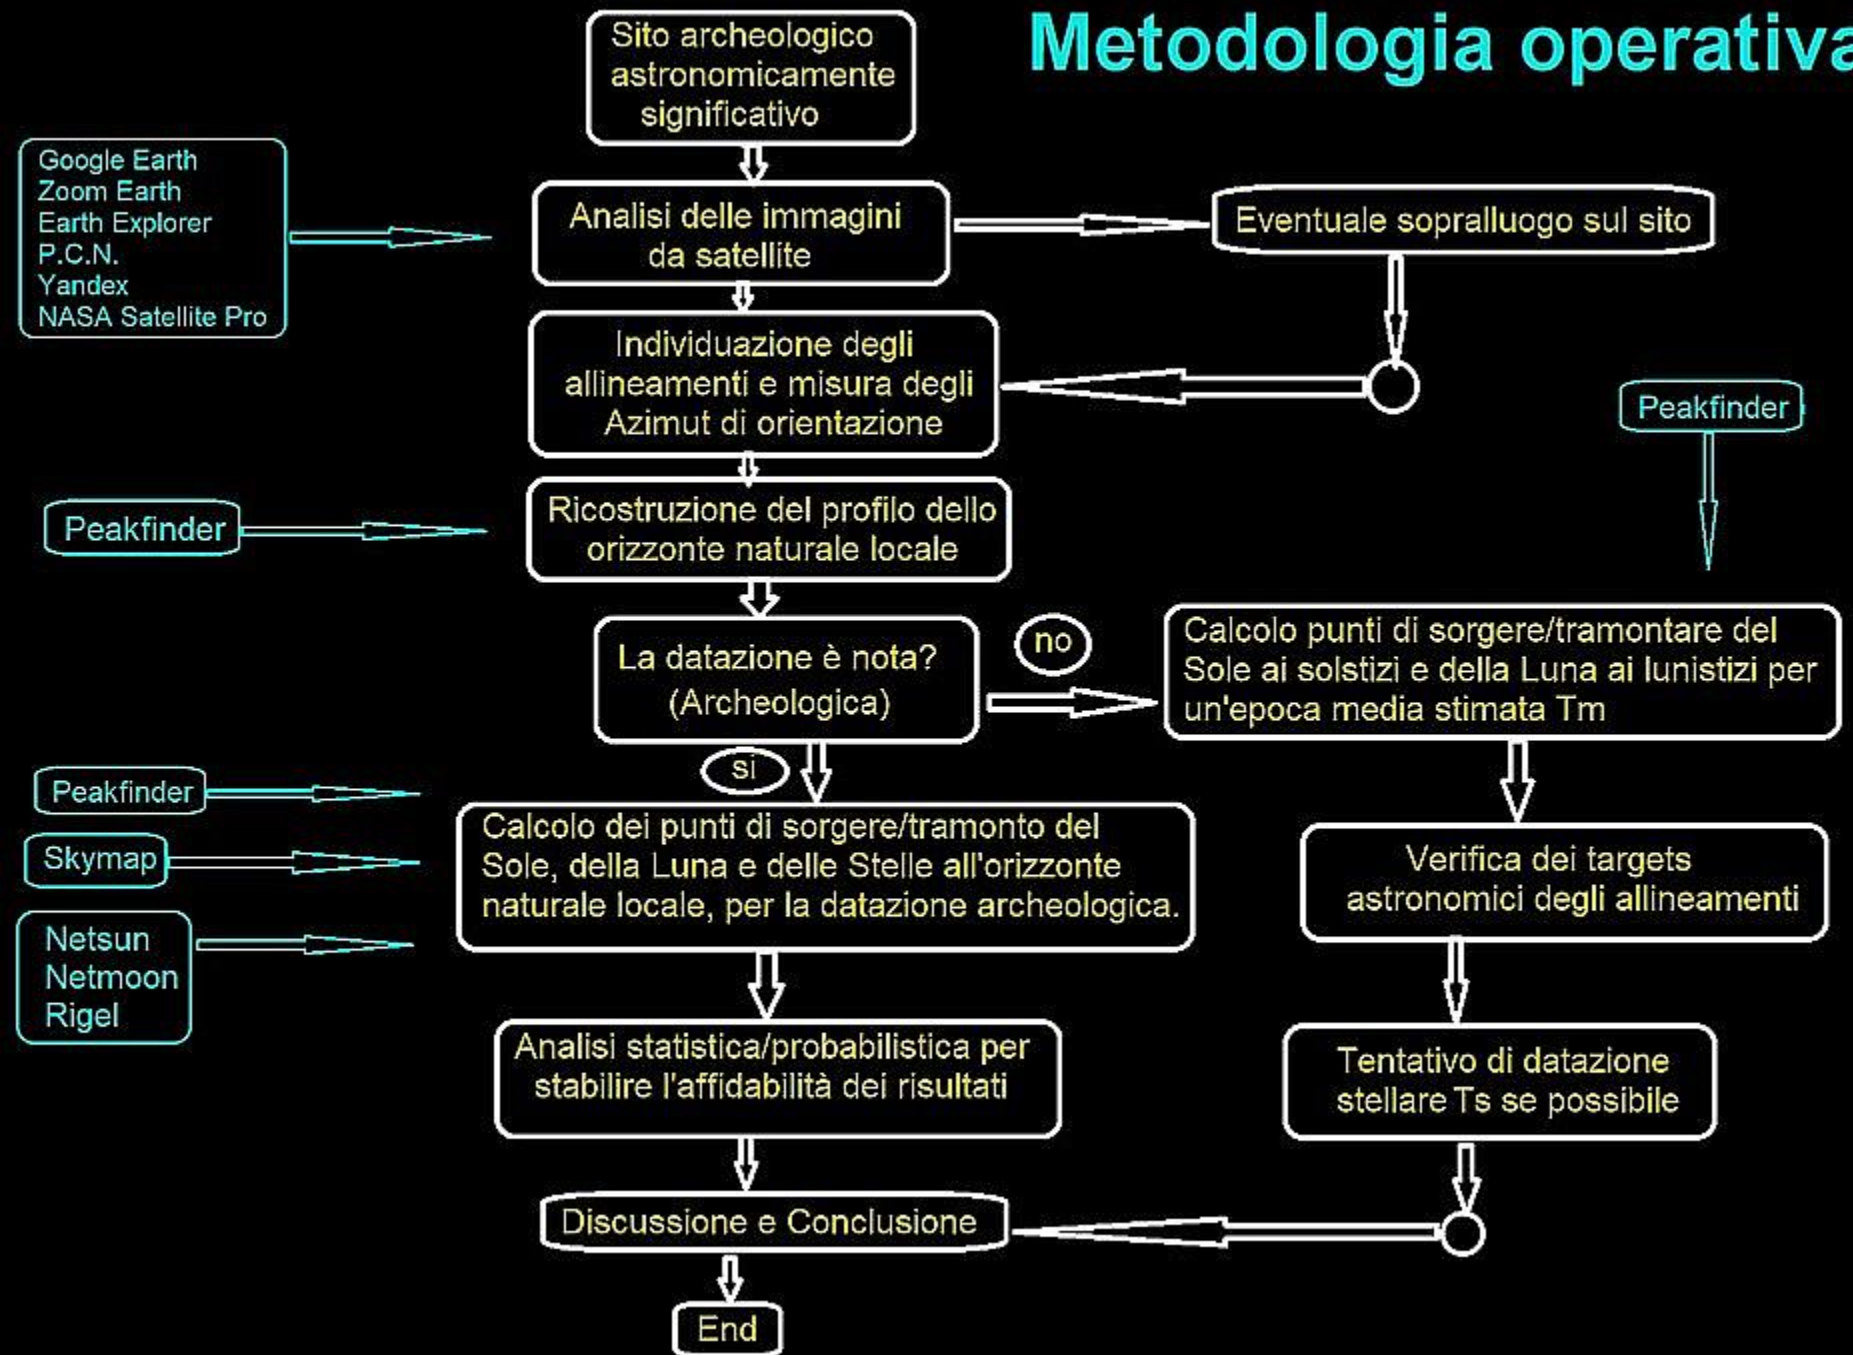 Metodologia operativa
Sito archeologico
astronomicamente
significativo
Google Earth
Zoom Earth
Earth Explorer
P.C.N.
Yandex
NASA Satellite Pro
Analisi delle immagini
da satellite
Eventuale sopralluogo sul sito
Individuazione degli
allineamenti e misura degli
Azimut di orientazione
Peakfinder
Peakfinder
Ricostruzione del profilo dello
orizzonte naturale locale
La datazione è nota?
(Archeologica)
no
Calcolo punti di sorgere/tramontare del
Sole ai solstizi e della Luna ai lunistizi per
un'epoca media stimata Tm
si
Peakfinder
Skymap
Netsun
Netmoon
Rigel
Calcolo dei punti di sorgere/tramonto del
Sole, della Luna e delle Stelle all'orizzonte
naturale locale, per la datazione archeologica.
Verifica dei targets
astronomici degli allineamenti
Analisi statistica/probabilistica per
stabilire l'affidabilità dei risultati
Tentativo di datazione
stellare Ts se possibile
Discussione e Conclusione
End